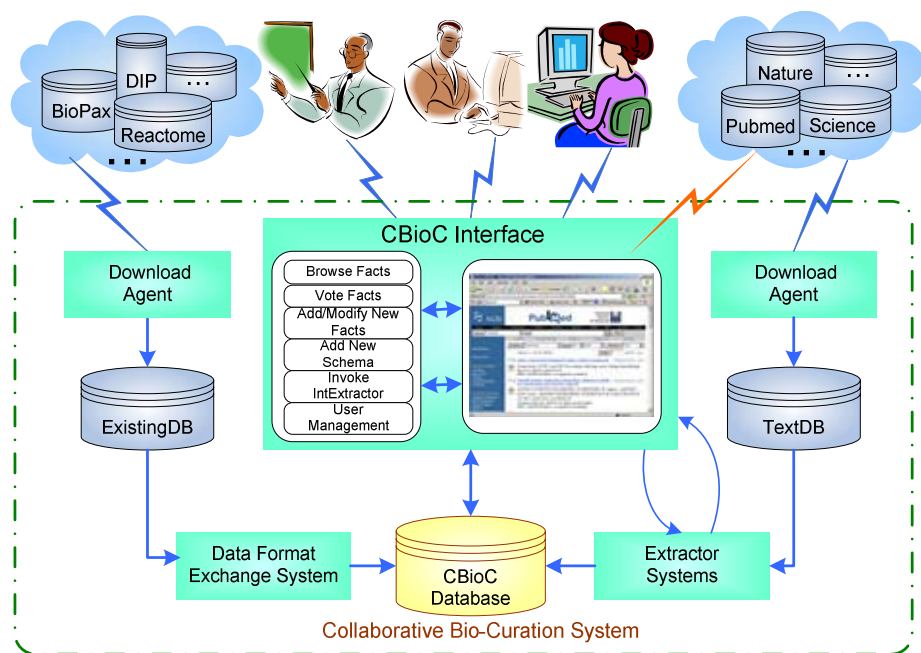 DIP
...
BioPax
Reactome
...
Nature
...
Pubmed
Science
...
CBioC Interface
Download
Agent
Browse Facts
Vote Facts
Add/Modify New
Facts
Add New
Schema
Invoke
IntExtractor
User
Management
PubMed
Download
Agent
ExistingDB
TextDB
Data Format
Exchange System
CBioC
Database
Extractor
Systems
Collaborative Bio-Curation System